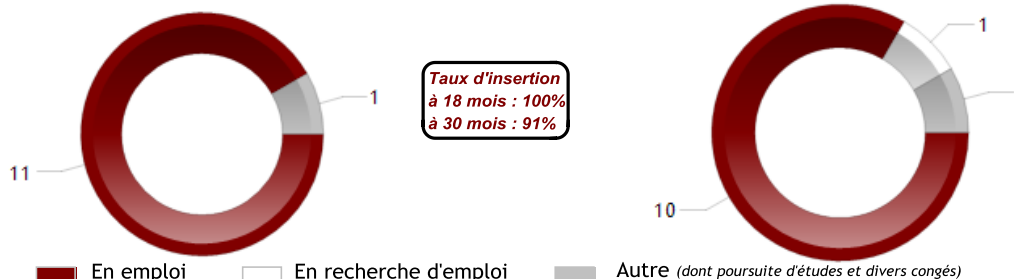 1
Taux d'insertion
à 18 mois : 100%
à 30 mois : 91%
11
1
10
En emploi
En recherche d'emploi
Autre (dont poursuite d'études et divers congés)